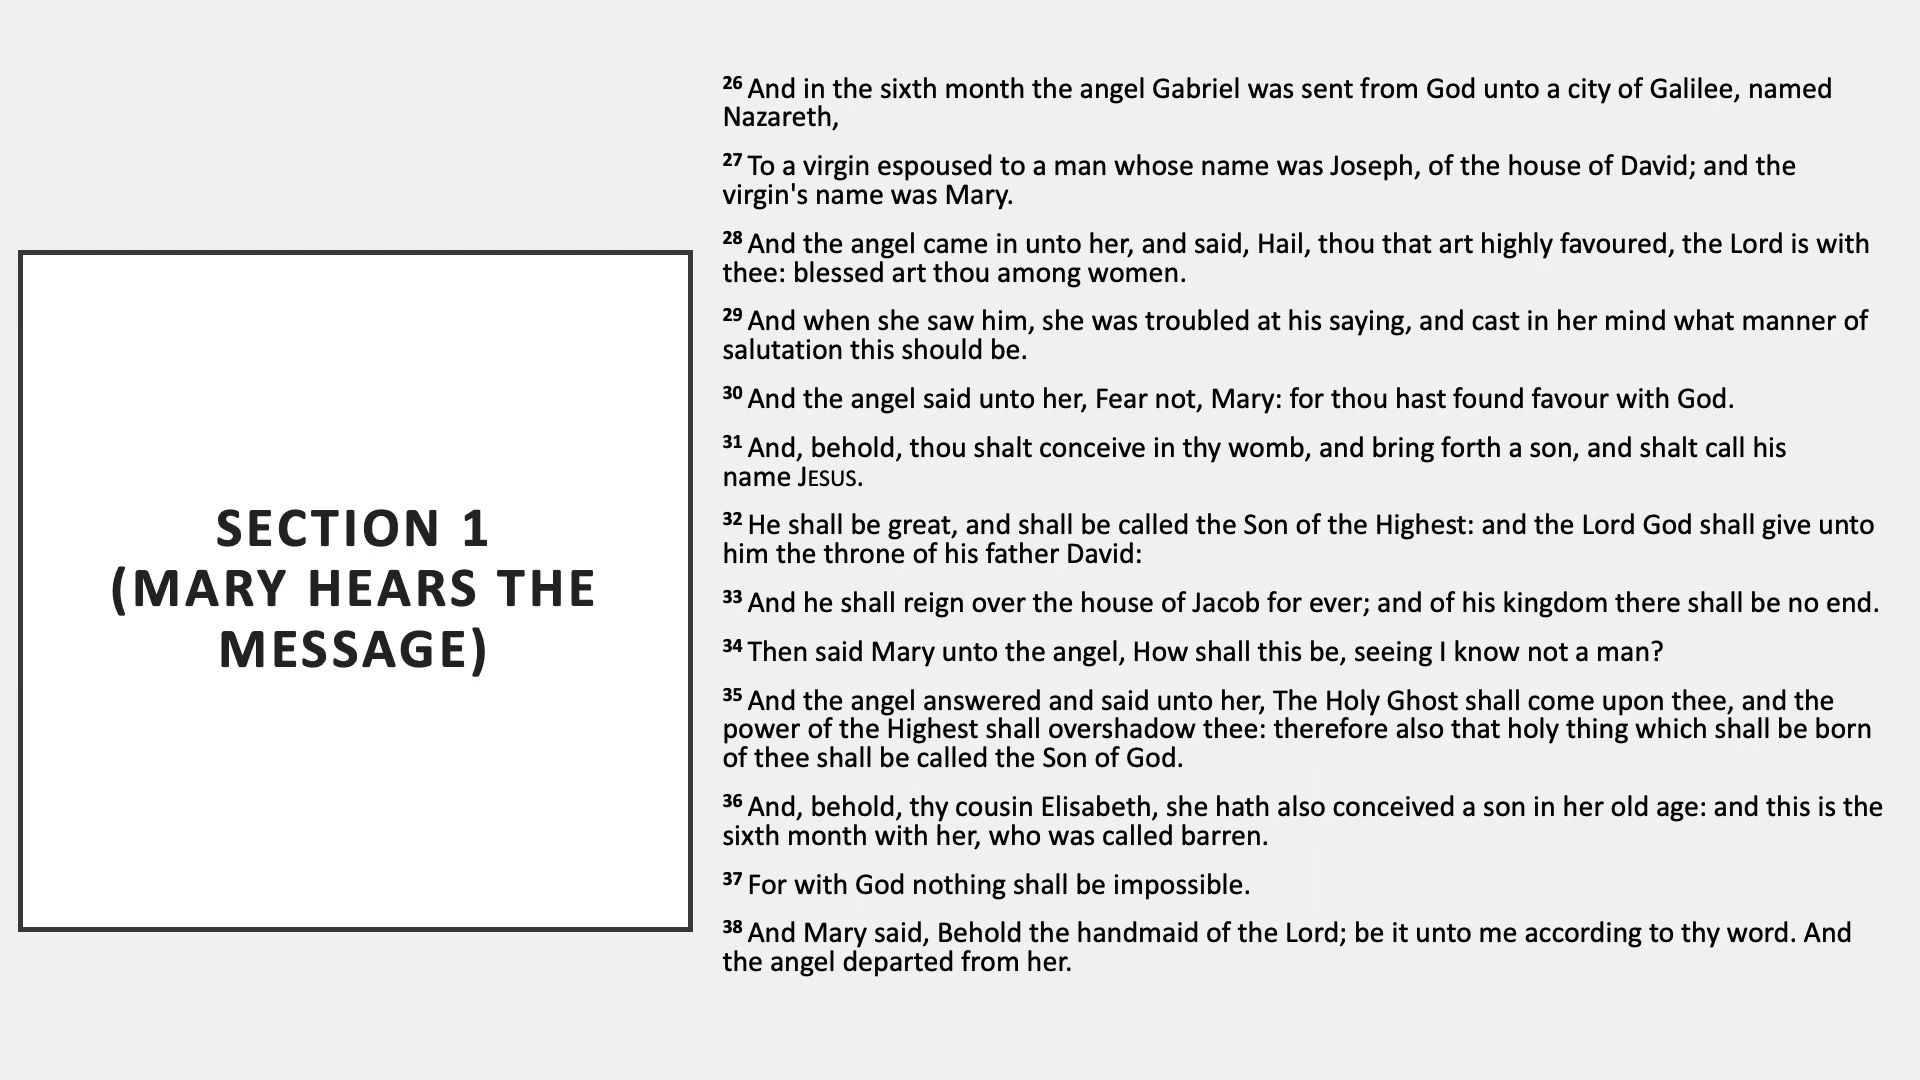 SECTION 1
(MARY HEARS THE
MESSAGE)
26 And in the sixth month the angel Gabriel was sent from God unto a city of Galilee, named
Nazareth,
27 To a virgin espoused to a man whose name was Joseph, of the house of David; and the
virgin's name was Mary.
28 And the angel came in unto her, and said, Hail, thou that art highly favoured, the Lord is with
thee: blessed art thou among women.
29 And when she saw him, she was troubled at his saying, and cast in her mind what manner of
salutation this should be.
30 And the angel said unto her, Fear not, Mary: for thou hast found favour with God.
31 And, behold, thou shalt conceive in thy womb, and bring forth a son, and shalt call his
name JESUS.
32 He shall be great, and shall be called the Son of the Highest: and the Lord God shall give unto
him the throne of his father David:
33 And he shall reign over the house of Jacob for ever; and of his kingdom there shall be no end.
34 Then said Mary unto the angel, How shall this be, seeing I know not a man?
35 And the angel answered and said unto her, The Holy Ghost shall come upon thee, and the
power of the Highest shall overshadow thee: therefore also that holy thing which shall be born
of thee shall be called the Son of God.
36 And, behold, thy cousin Elisabeth, she hath also conceived a son in her old age: and this is the
sixth month with her, who was called barren.
37 For with God nothing shall be impossible.
38 And Mary said, Behold the handmaid of the Lord; be it unto me according to thy word. And
the angel departed from her.